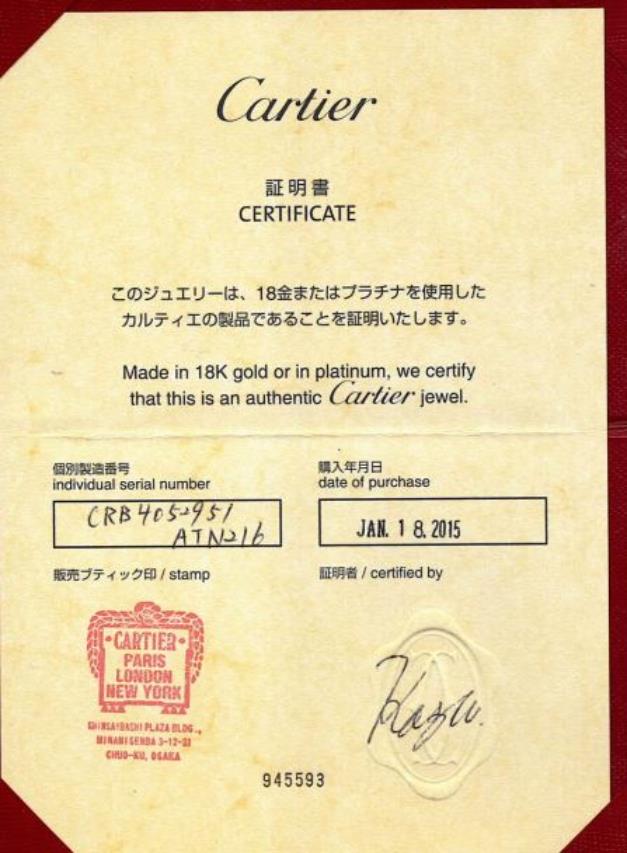 Cartier
証明書
CERTIFICATE
このジュエリーは、18金またはプラチナを使用した
カルティエの製品であることを証明いたします。
Made in 18K gold or in platinum, we certify
that this is an authentic Cartier jewel.
個別製造番号
individual serial number
CRB4052951
ATN216
購入年月日
date of purchase
JAN. 18. 2015
販売ブティック印 / stamp
CARTIER
PARIS
LONDON
NEW YORK
SHINSAIBASHI PLAZA BLDG.,
MINAMISENBA 3-12-21
CHUO-KU, OSAKA
証明者 / certified by
945593